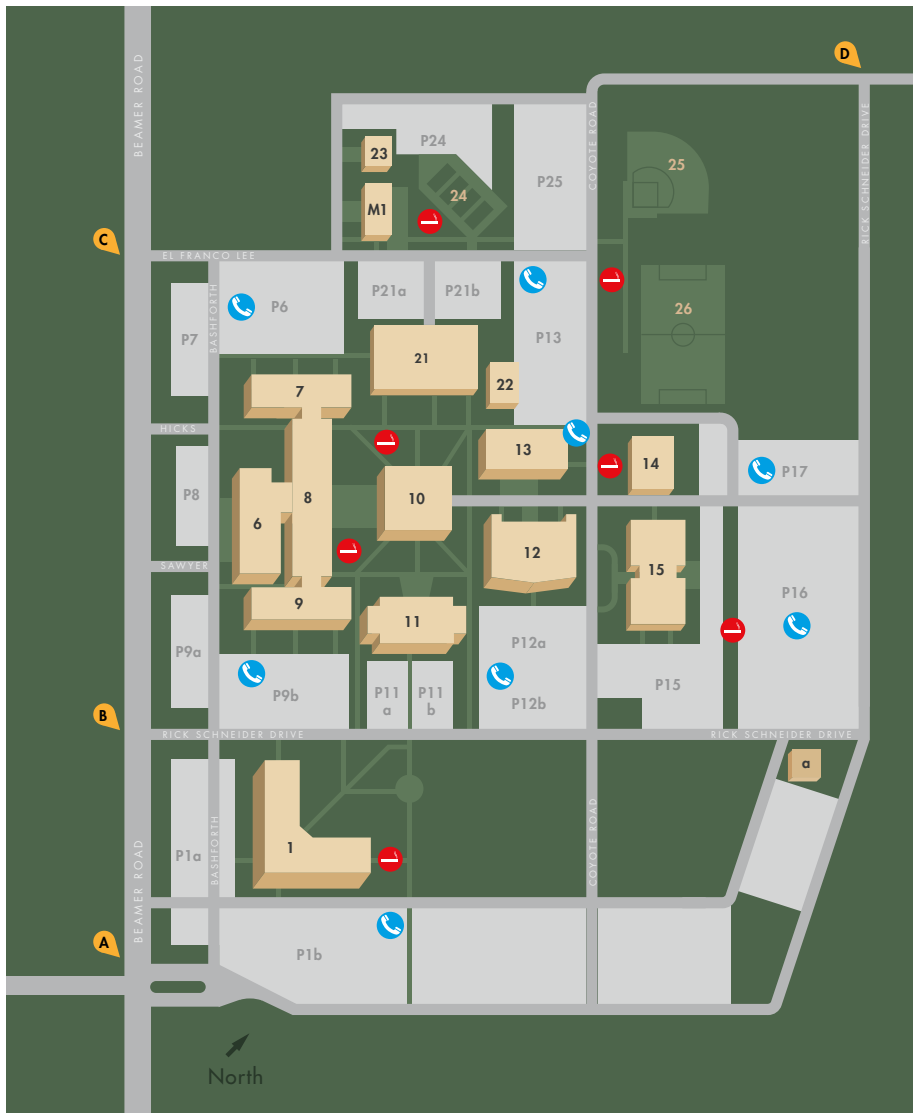 D
BEAMER ROAD
COYOTE ROAD
RICK SCHNEIDER DRIVE
P24
23
25
P25
24
M1
C
EL FRANCO LEE
BASHFORTH
P6
P21a
P21b
26
P7
P13
21
22
7
HICKS
13
14
P17
P8
8
10
6
12
SAWYER
15
P16
9
11
P12a
P9a
P15
P9b
P11
a
P11
b
P12b
B
RICK SCHNEIDER DRIVE
RICK SCHNEIDER DRIVE
a
1
P1a
BASHFORTH
COYOTE ROAD
BEAMER ROAD
A
P1b
North